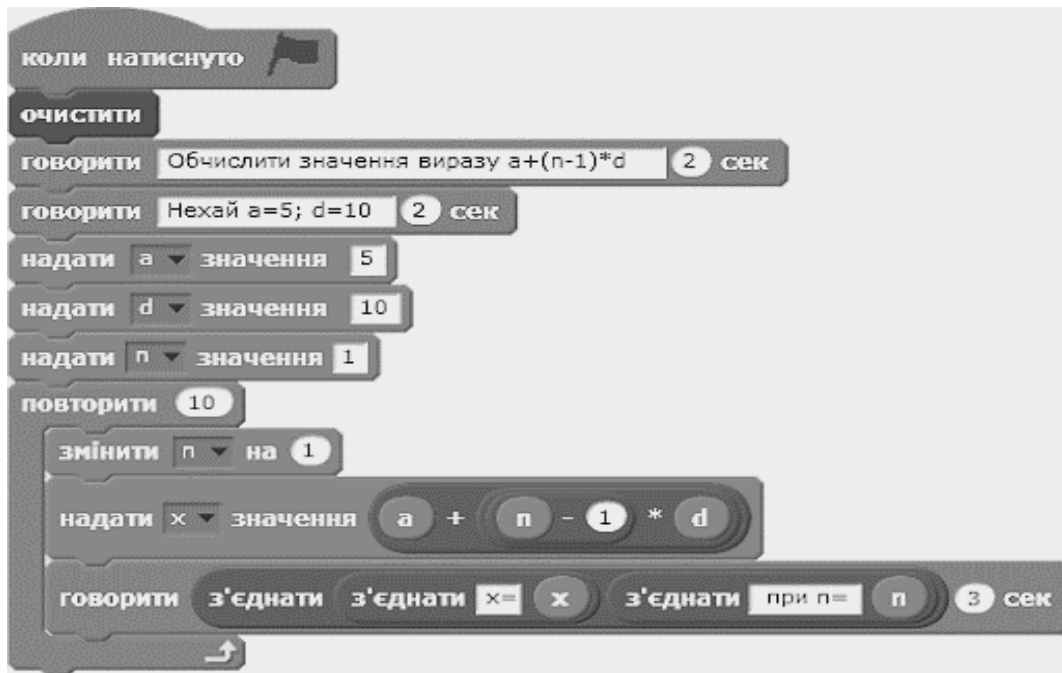 коли натиснуто
очистити
говорити Обчислити значення виразу a+(n-1)*d 2 сек
говорити Нехай a=5; d=10 2 сек
надати a значення 5
надати d значення 10
надати n значення 1
повторити 10
змінити n на 1
надати x значення a + n - 1 * d
говорити з'єднати з'єднати x= x з'єднати при n= n 3 сек